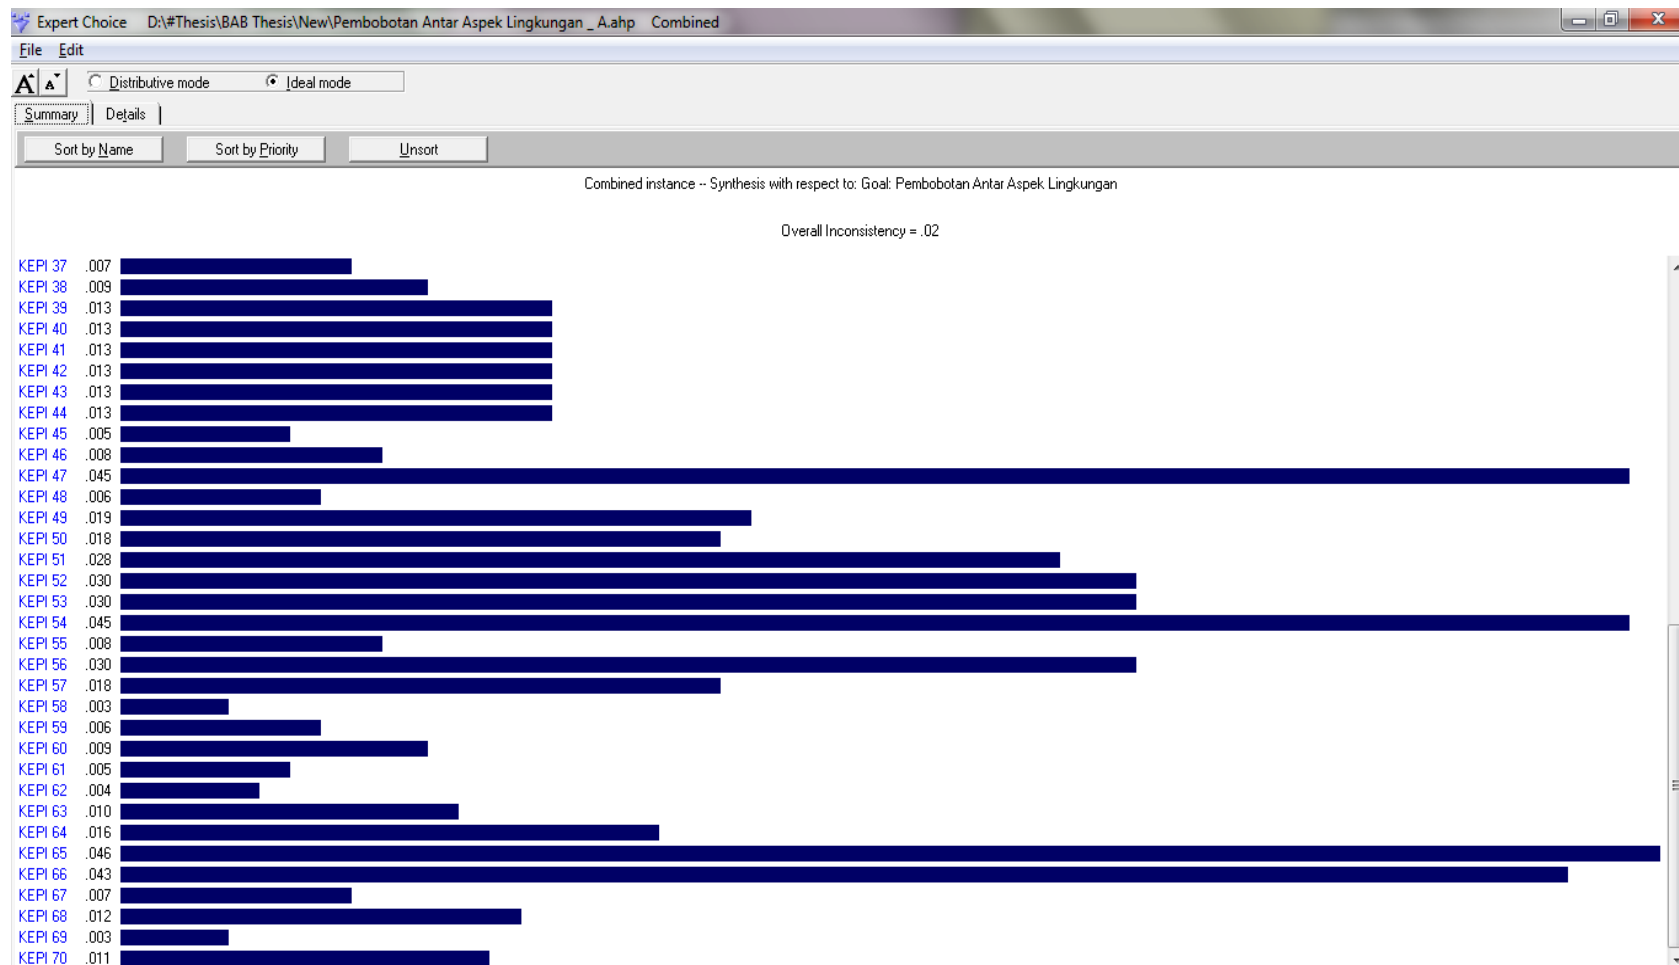 Expert Choice D:\#Thesis\BAB Thesis\New\Pembobotan Antar Aspek Lingkungan _ A.ahp Combined
File Edit
A A Distributive mode Ideal mode
Summary Details
Sort by Name Sort by Priority Unsort
Combined instance -- Synthesis with respect to: Goal: Pembobotan Antar Aspek Lingkungan
Overall Inconsistency = .02
KEPI 37 .007
KEPI 38 .009
KEPI 39 .013
KEPI 40 .013
KEPI 41 .013
KEPI 42 .013
KEPI 43 .013
KEPI 44 .013
KEPI 45 .005
KEPI 46 .008
KEPI 47 .045
KEPI 48 .006
KEPI 49 .019
KEPI 50 .018
KEPI 51 .028
KEPI 52 .030
KEPI 53 .030
KEPI 54 .045
KEPI 55 .008
KEPI 56 .030
KEPI 57 .018
KEPI 58 .003
KEPI 59 .006
KEPI 60 .009
KEPI 61 .005
KEPI 62 .004
KEPI 63 .010
KEPI 64 .016
KEPI 65 .046
KEPI 66 .043
KEPI 67 .007
KEPI 68 .012
KEPI 69 .003
KEPI 70 .011